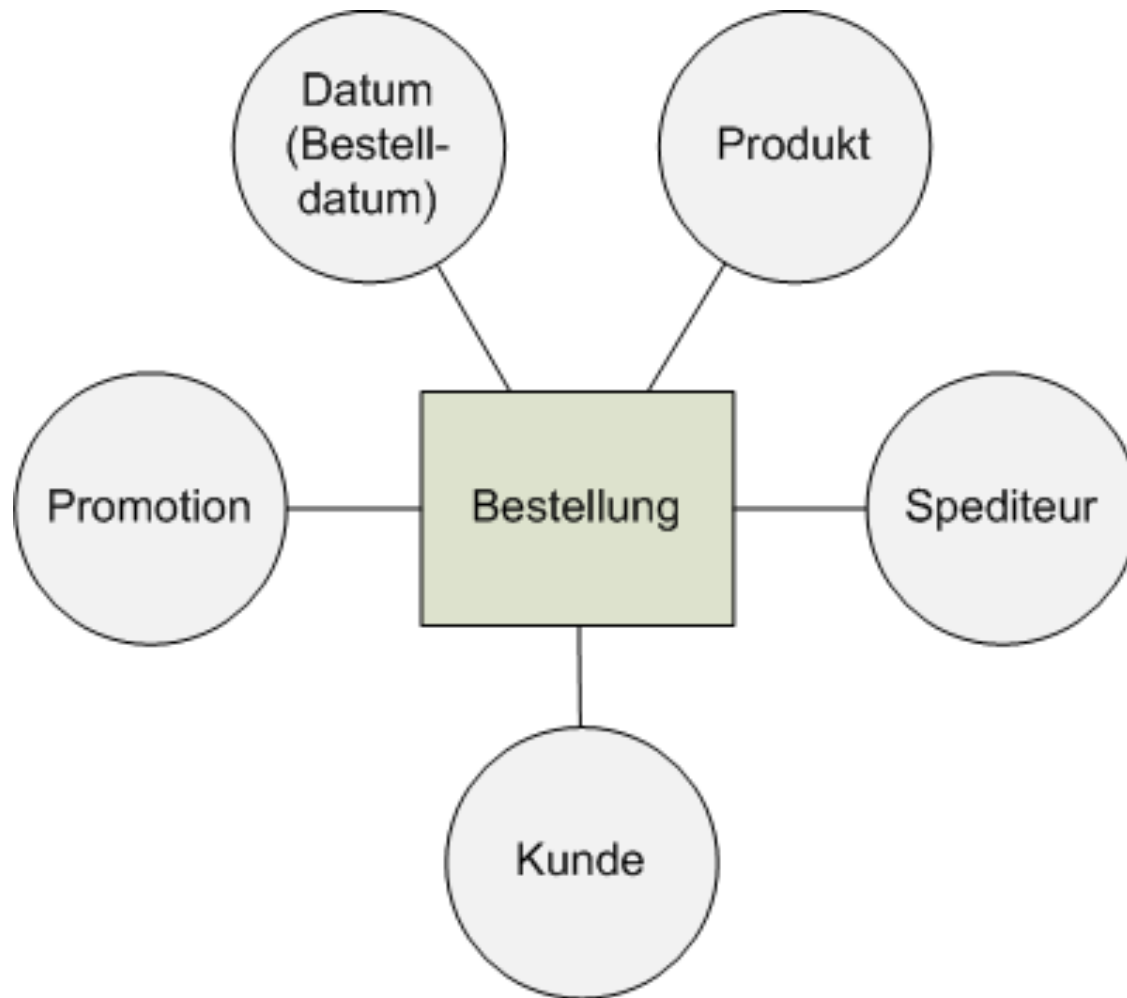 Datum
(Bestell-
datum)
Produkt
Promotion
Bestellung
Spediteur
Kunde